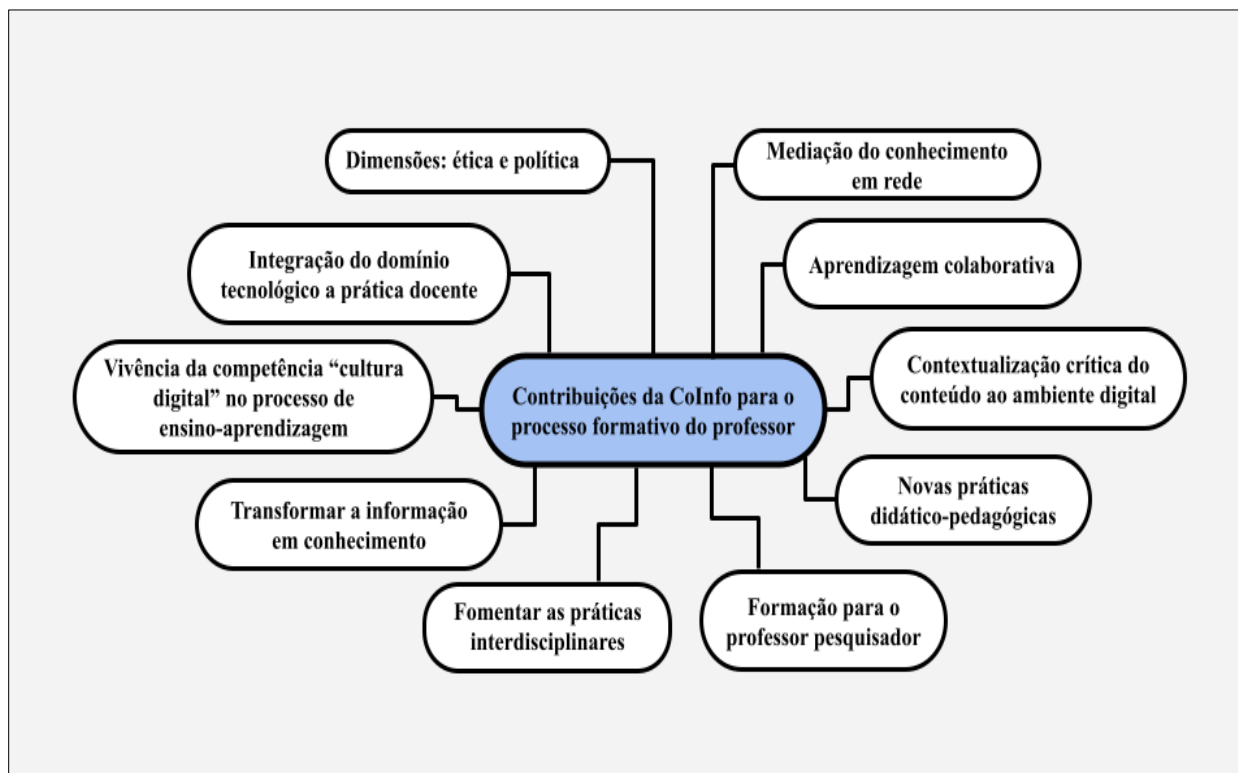 Dimensões: ética e política
Mediação do conhecimento
em rede
Integração do domínio
tecnológico a prática docente
Aprendizagem colaborativa
Vivência da competência “cultura
digital” no processo de
ensino-aprendizagem
Contribuições da CoInfo para o
processo formativo do professor
Contextualização crítica do
conteúdo ao ambiente digital
Transformar a informação
em conhecimento
Novas práticas
didático-pedagógicas
Fomentar as práticas
interdisciplinares
Formação para o
professor pesquisador